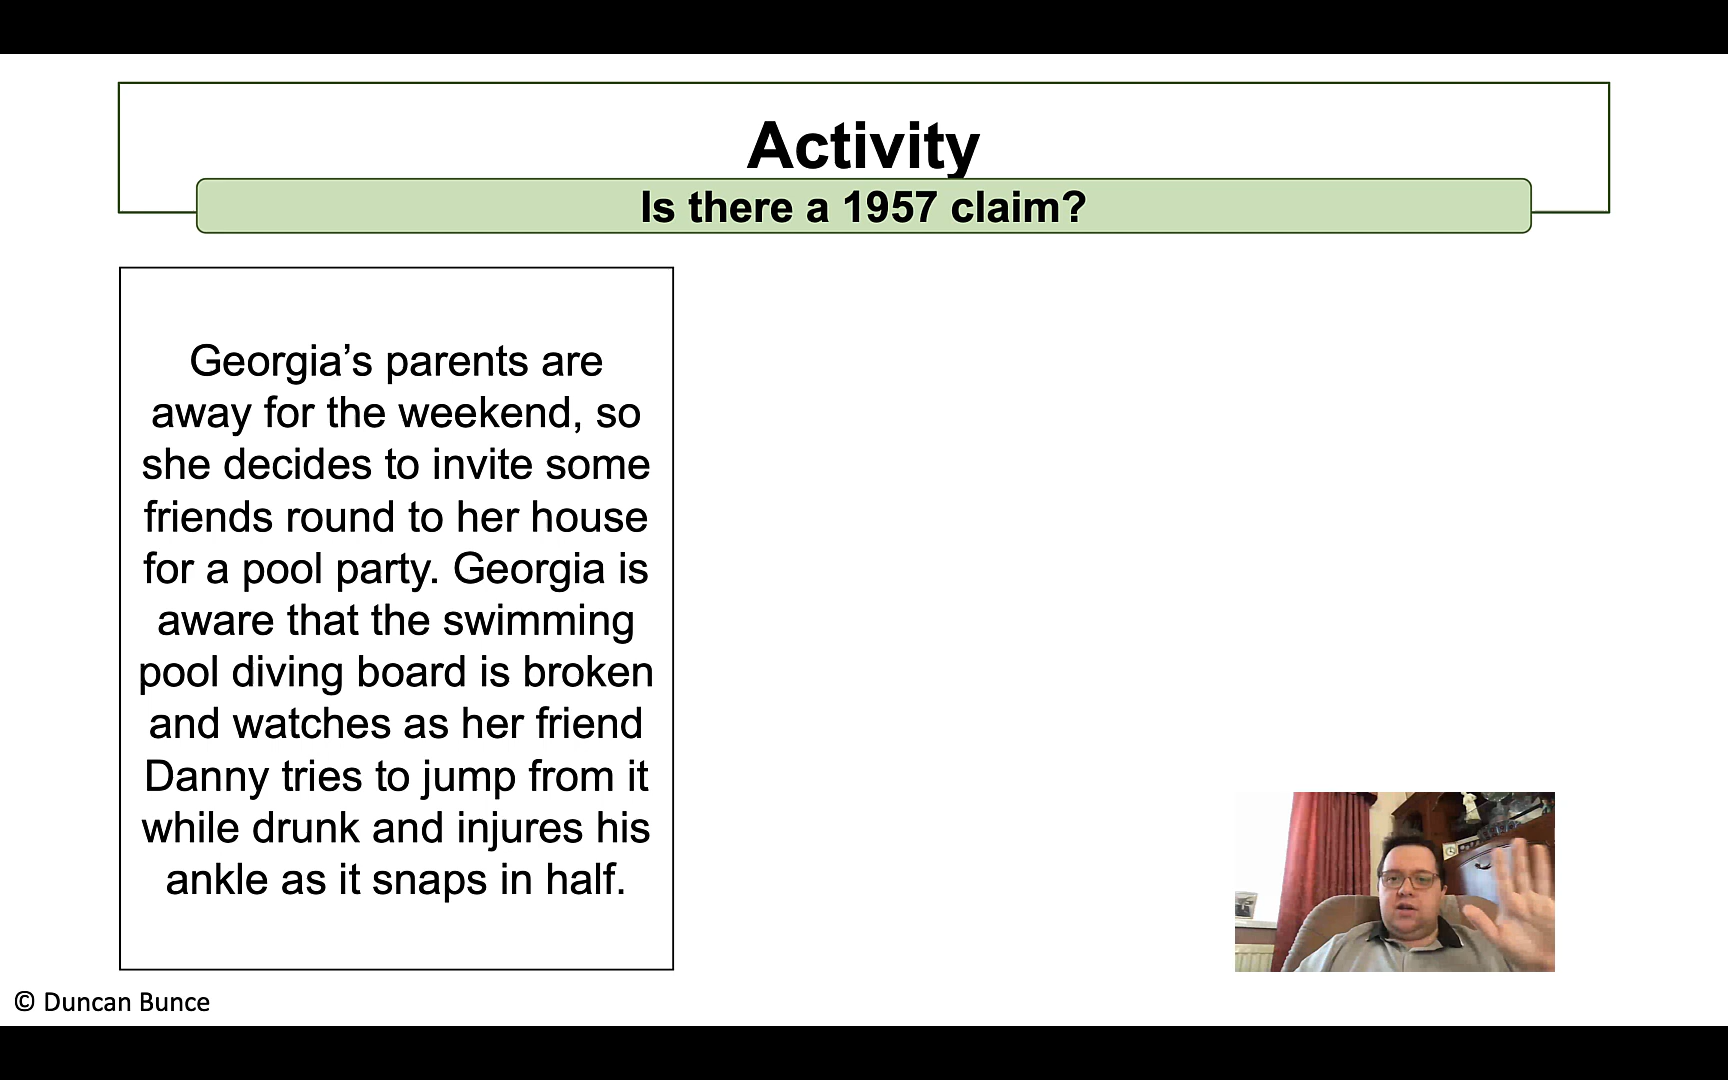 Activity
Is there a 1957 claim?
Georgia’s parents are
away for the weekend, so
she decides to invite some
friends round to her house
for a pool party. Georgia is
aware that the swimming
pool diving board is broken
and watches as her friend
Danny tries to jump from it
while drunk and injures his
ankle as it snaps in half.
© Duncan Bunce